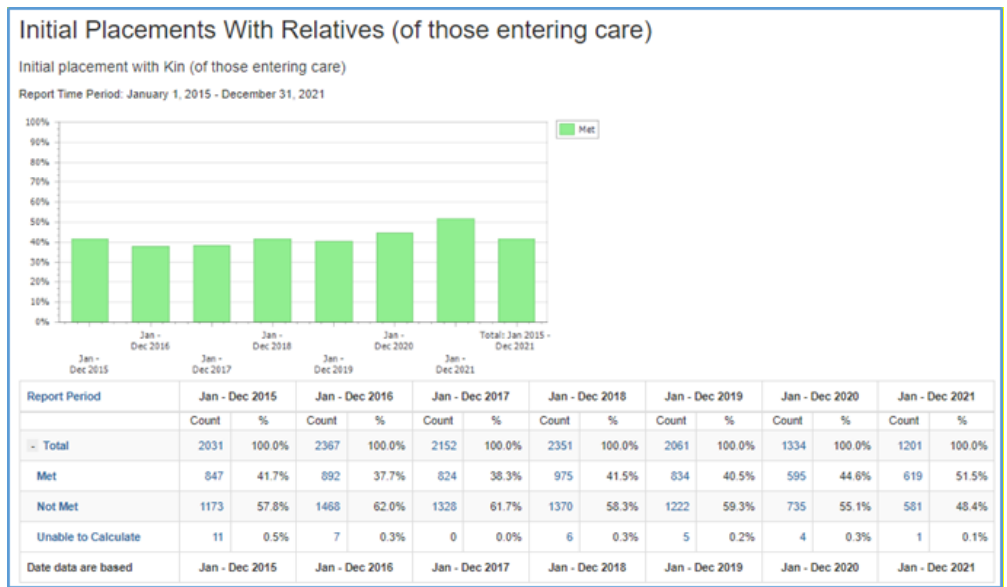 Initial Placements With Relatives (of those entering care)
Initial placement with Kin (of those entering care)
Report Time Period: January 1, 2015 - December 31, 2021
100%
90%
80%
70%
60%
50%
40%
30%
20%
10%
0%
Met
Jan - Dec 2015
Jan - Dec 2016
Jan - Dec 2017
Jan - Dec 2018
Jan - Dec 2019
Jan - Dec 2020
Jan - Dec 2021
Total: Jan 2015 - Dec 2021
Report Period Jan - Dec 2015 Jan - Dec 2016 Jan - Dec 2017 Jan - Dec 2018 Jan - Dec 2019 Jan - Dec 2020 Jan - Dec 2021
Count % Count % Count % Count % Count % Count % Count %
- Total 2031 100.0% 2367 100.0% 2152 100.0% 2351 100.0% 2061 100.0% 1334 100.0% 1201 100.0%
Met 847 41.7% 892 37.7% 824 38.3% 975 41.5% 834 40.5% 595 44.6% 619 51.5%
Not Met 1173 57.8% 1468 62.0% 1328 61.7% 1370 58.3% 1222 59.3% 735 55.1% 581 48.4%
Unable to Calculate 11 0.5% 7 0.3% 0 0.0% 6 0.3% 5 0.2% 4 0.3% 1 0.1%
Date data are based Jan - Dec 2015 Jan - Dec 2016 Jan - Dec 2017 Jan - Dec 2018 Jan - Dec 2019 Jan - Dec 2020 Jan - Dec 2021